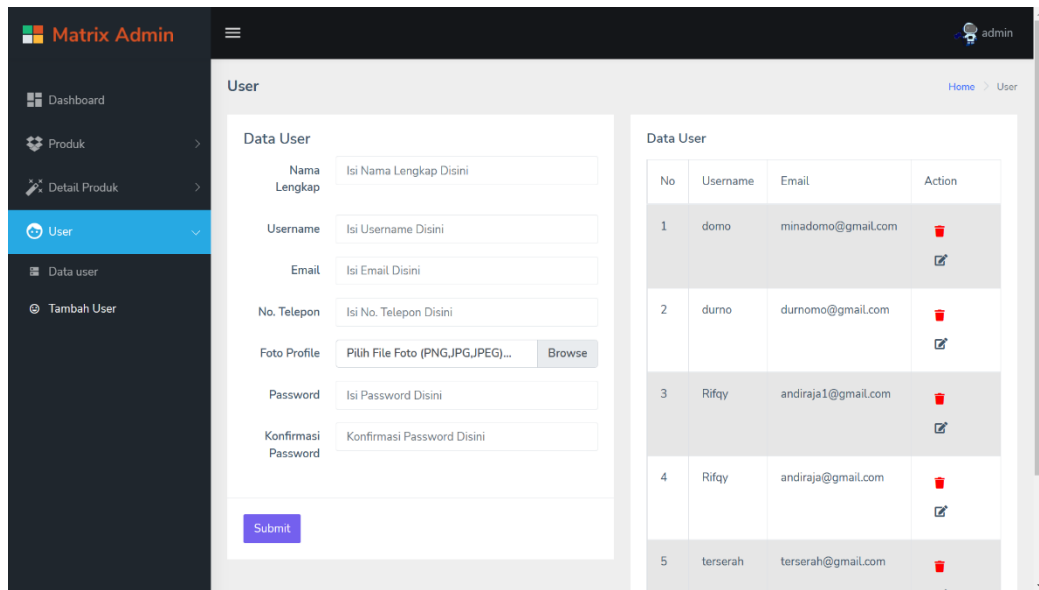 Matrix Admin
admin
Dashboard
Produk
Detail Produk
User
Data user
Tambah User
User
Home > User
Data User
Nama Lengkap
Isi Nama Lengkap Disini
Username
Isi Username Disini
Email
Isi Email Disini
No. Telepon
Isi No. Telepon Disini
Foto Profile
Pilih File Foto (PNG,JPG,JPEG)...
Browse
Password
Isi Password Disini
Konfirmasi Password
Konfirmasi Password Disini
Submit
Data User
No Username Email Action
1 domo minadomo@gmail.com
2 durno durnomo@gmail.com
3 Rifqy andiraja1@gmail.com
4 Rifqy andiraja@gmail.com
5 terserah terserah@gmail.com